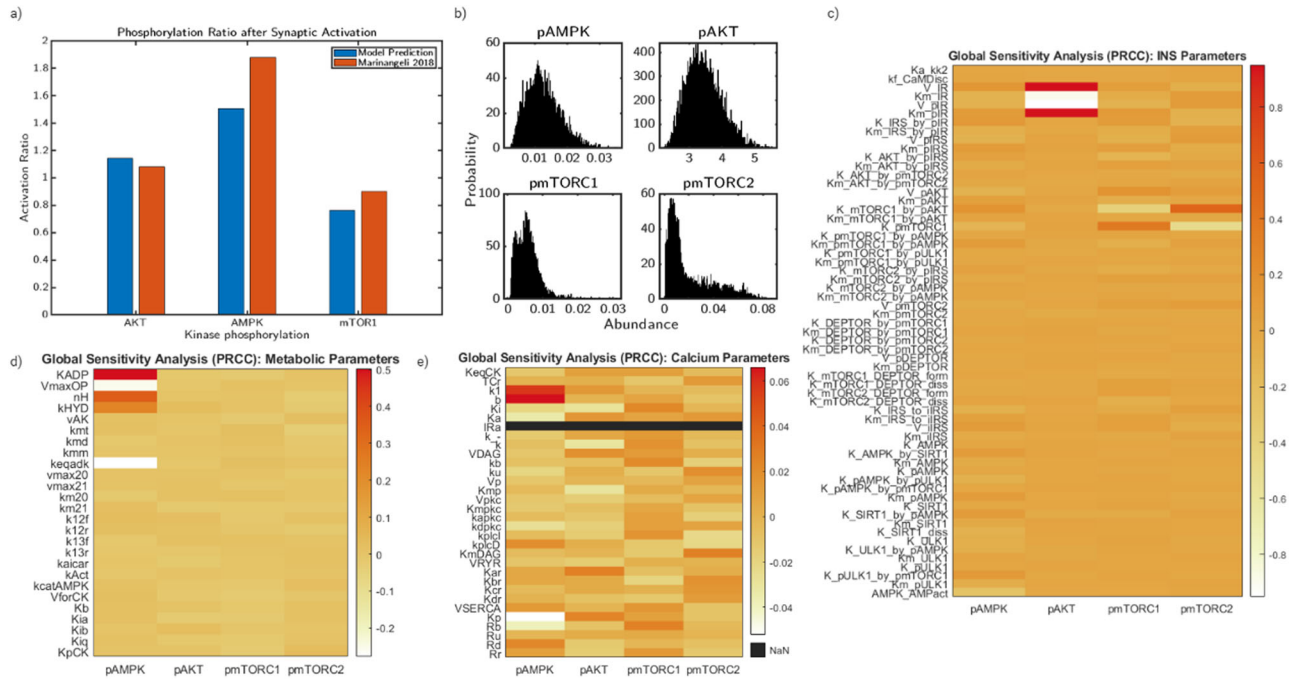 a)
Phosphorylation Ratio after Synaptic Activation
Model Prediction
Marinangeli 2018
2
1.8
1.6
1.4
1.2
1
0.8
0.6
0.4
0.2
0
Activation Ratio
AKT
AMPK
mTOR1
Kinase phosphorylation
b)
pAMPK
60
40
20
0
0.01
0.02
0.03
pAKT
400
300
200
100
0
3
4
5
pmTORC1
100
50
0
0
0.01
0.02
0.03
pmTORC2
60
40
20
0
0
0.04
0.08
Probability
Abundance
c)
Global Sensitivity Analysis (PRCC): INS Parameters
Ka_kk2
kf_CaMDisc
V_IR
Km_IR
V_pIR
Km_pIR
K_IRS_by_pIR
Km_IRS_by_pIR
V_pIRS
Km_pIRS
K_AKT_by_pIRS
Km_AKT_by_pIRS
K_AKT_by_pmTORC2
Km_AKT_by_pmTORC2
V_pAKT
Km_pAKT
K_mTORC1_by_pAKT
Km_mTORC1_by_pAKT
K_pmTORC1
K_pmTORC1_by_pAMPK
Km_pmTORC1_by_pAMPK
K_pmTORC1_by_pULK1
Km_pmTORC1_by_pULK1
K_mTORC2_by_pIRS
Km_mTORC2_by_pIRS
K_mTORC2_by_pAMPK
Km_mTORC2_by_pAMPK
V_pmTORC2
Km_pmTORC2
K_DEPTOR_by_pmTORC1
Km_DEPTOR_by_pmTORC1
K_DEPTOR_by_pmTORC2
Km_DEPTOR_by_pmTORC2
V_pDEPTOR
Km_pDEPTOR
K_mTORC1_DEPTOR_form
K_mTORC1_DEPTOR_diss
K_mTORC2_DEPTOR_form
K_mTORC2_DEPTOR_diss
K_IRS_to_iIRS
Km_IRS_to_iIRS
V_iIRS
Km_iIRS
K_AMPK
K_AMPK_by_SIRT1
Km_AMPK
K_pAMPK
K_pAMPK_by_pULK1
K_pAMPK_by_pmTORC1
Km_pAMPK
K_SIRT1
K_SIRT1_by_pAMPK
Km_SIRT1
K_SIRT1_diss
K_ULK1
K_ULK1_by_pAMPK
Km_ULK1
K_pULK1
K_pULK1_by_pmTORC1
Km_pULK1
AMPK_AMPact
pAMPK
pAKT
pmTORC1
pmTORC2
0.8
0.6
0.4
0.2
0
-0.2
-0.4
-0.6
-0.8
d)
Global Sensitivity Analysis (PRCC): Metabolic Parameters
KADP
VmaxOP
nH
kHYD
vAK
kmt
kmd
kmm
keqadk
vmax20
vmax21
km20
km21
k12f
k12r
k13f
k13r
kaicar
kAct
kcatAMPK
VforCK
Kb
Kia
Kib
Kiq
KpCK
pAMPK
pAKT
pmTORC1
pmTORC2
0.5
0.4
0.3
0.2
0.1
0
-0.1
-0.2
e)
Global Sensitivity Analysis (PRCC): Calcium Parameters
KeqCK
TCr
k1
b
Ki
Ka
IRa
k_-
k
VDAG
kb
ku
Vp
Kmp
Vpkc
Kmpkc
kapkc
kdpkc
kplcl
kplcD
KmDAG
VRYR
Kar
Kbr
Kcr
Kdr
VSERCA
Kp
Rb
Ru
Rd
Rr
pAMPK
pAKT
pmTORC1
pmTORC2
0.06
0.04
0.02
0
-0.02
-0.04
NaN